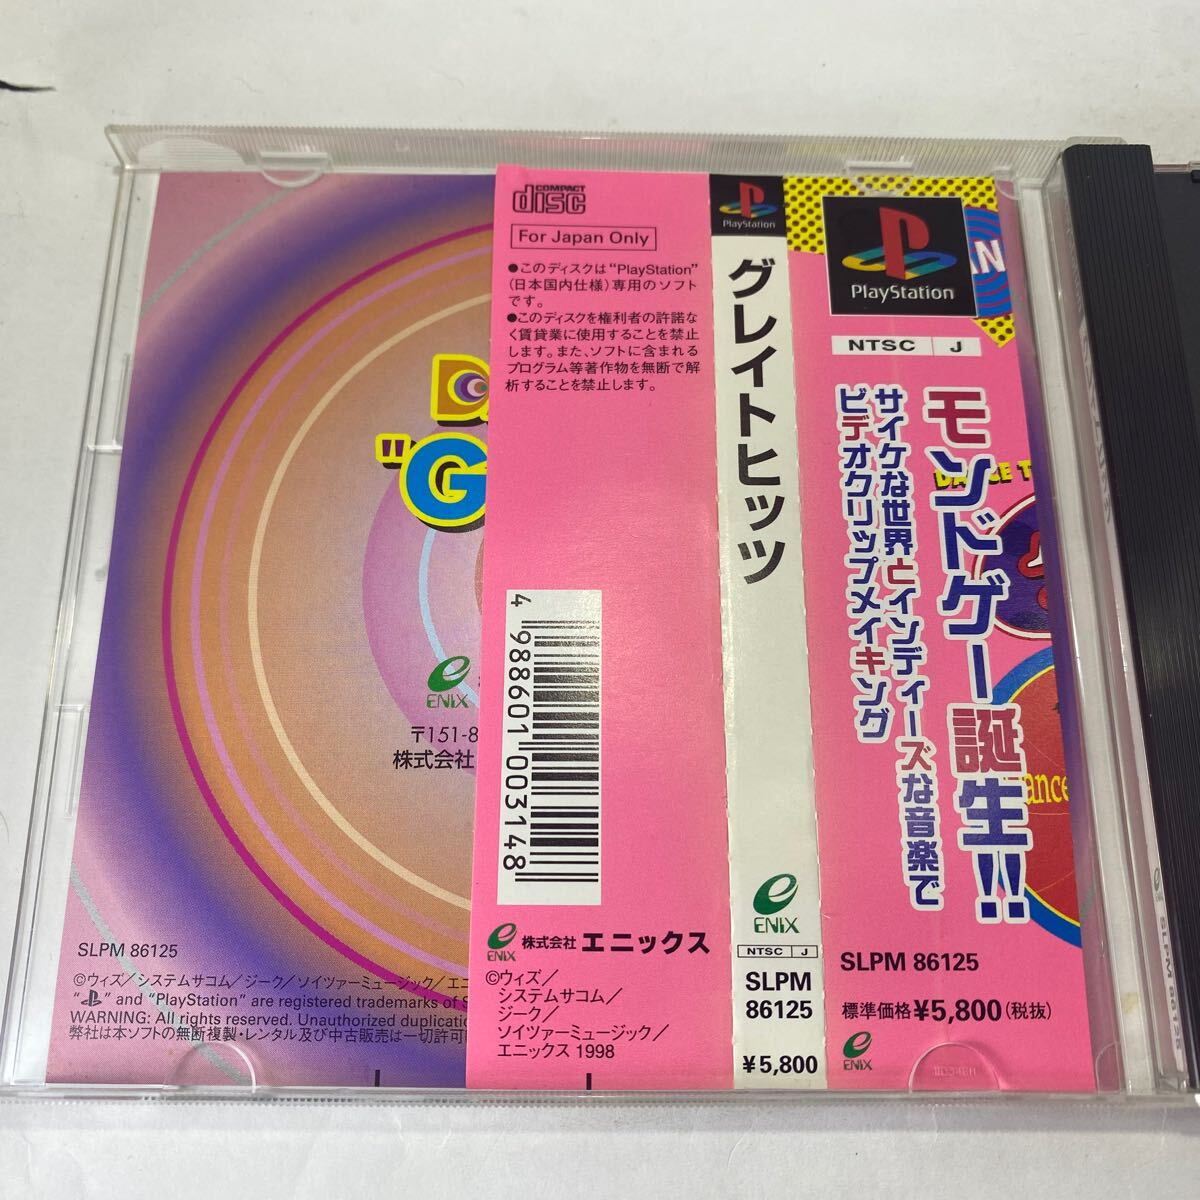 COMPACT
disc
For Japan Only
●このディスクは“PlayStation”
(日本国内仕様)専用のソフト
です。
●このディスクを権利者の許諾な
く賃貸業に使用することを禁止
します。また、ソフトに含まれる
プログラム等著作物を無断で解
析することを禁止します。
4 988601 003148
ENIX 株式会社 エニックス
©ウィズ／
システムサコム／
ジーク／
ソイツァーミュージック／
エニックス 1998
PlayStation
グレイトヒッツ
ENIX
NTSC J
SLPM
86125
¥5,800
PlayStation
NTSC J
モンドゲー誕生!!
サイケな世界とインディーズな音楽で
ビデオクリップメイキング
SLPM 86125
標準価格¥5,800(税抜)
ENIX
AN
DANCE T
ance
D
"G
ENIX
〒151-8
株式会社
SLPM 86125
©ウィズ／システムサコム／ジーク／ソイツァーミュージック／エニ
“ ” and “PlayStation” are registered trademarks of S
WARNING: All rights reserved. Unauthorized duplicatio
弊社は本ソフトの無断複製・レンタル及び中古販売は一切許可
SLPM 86125